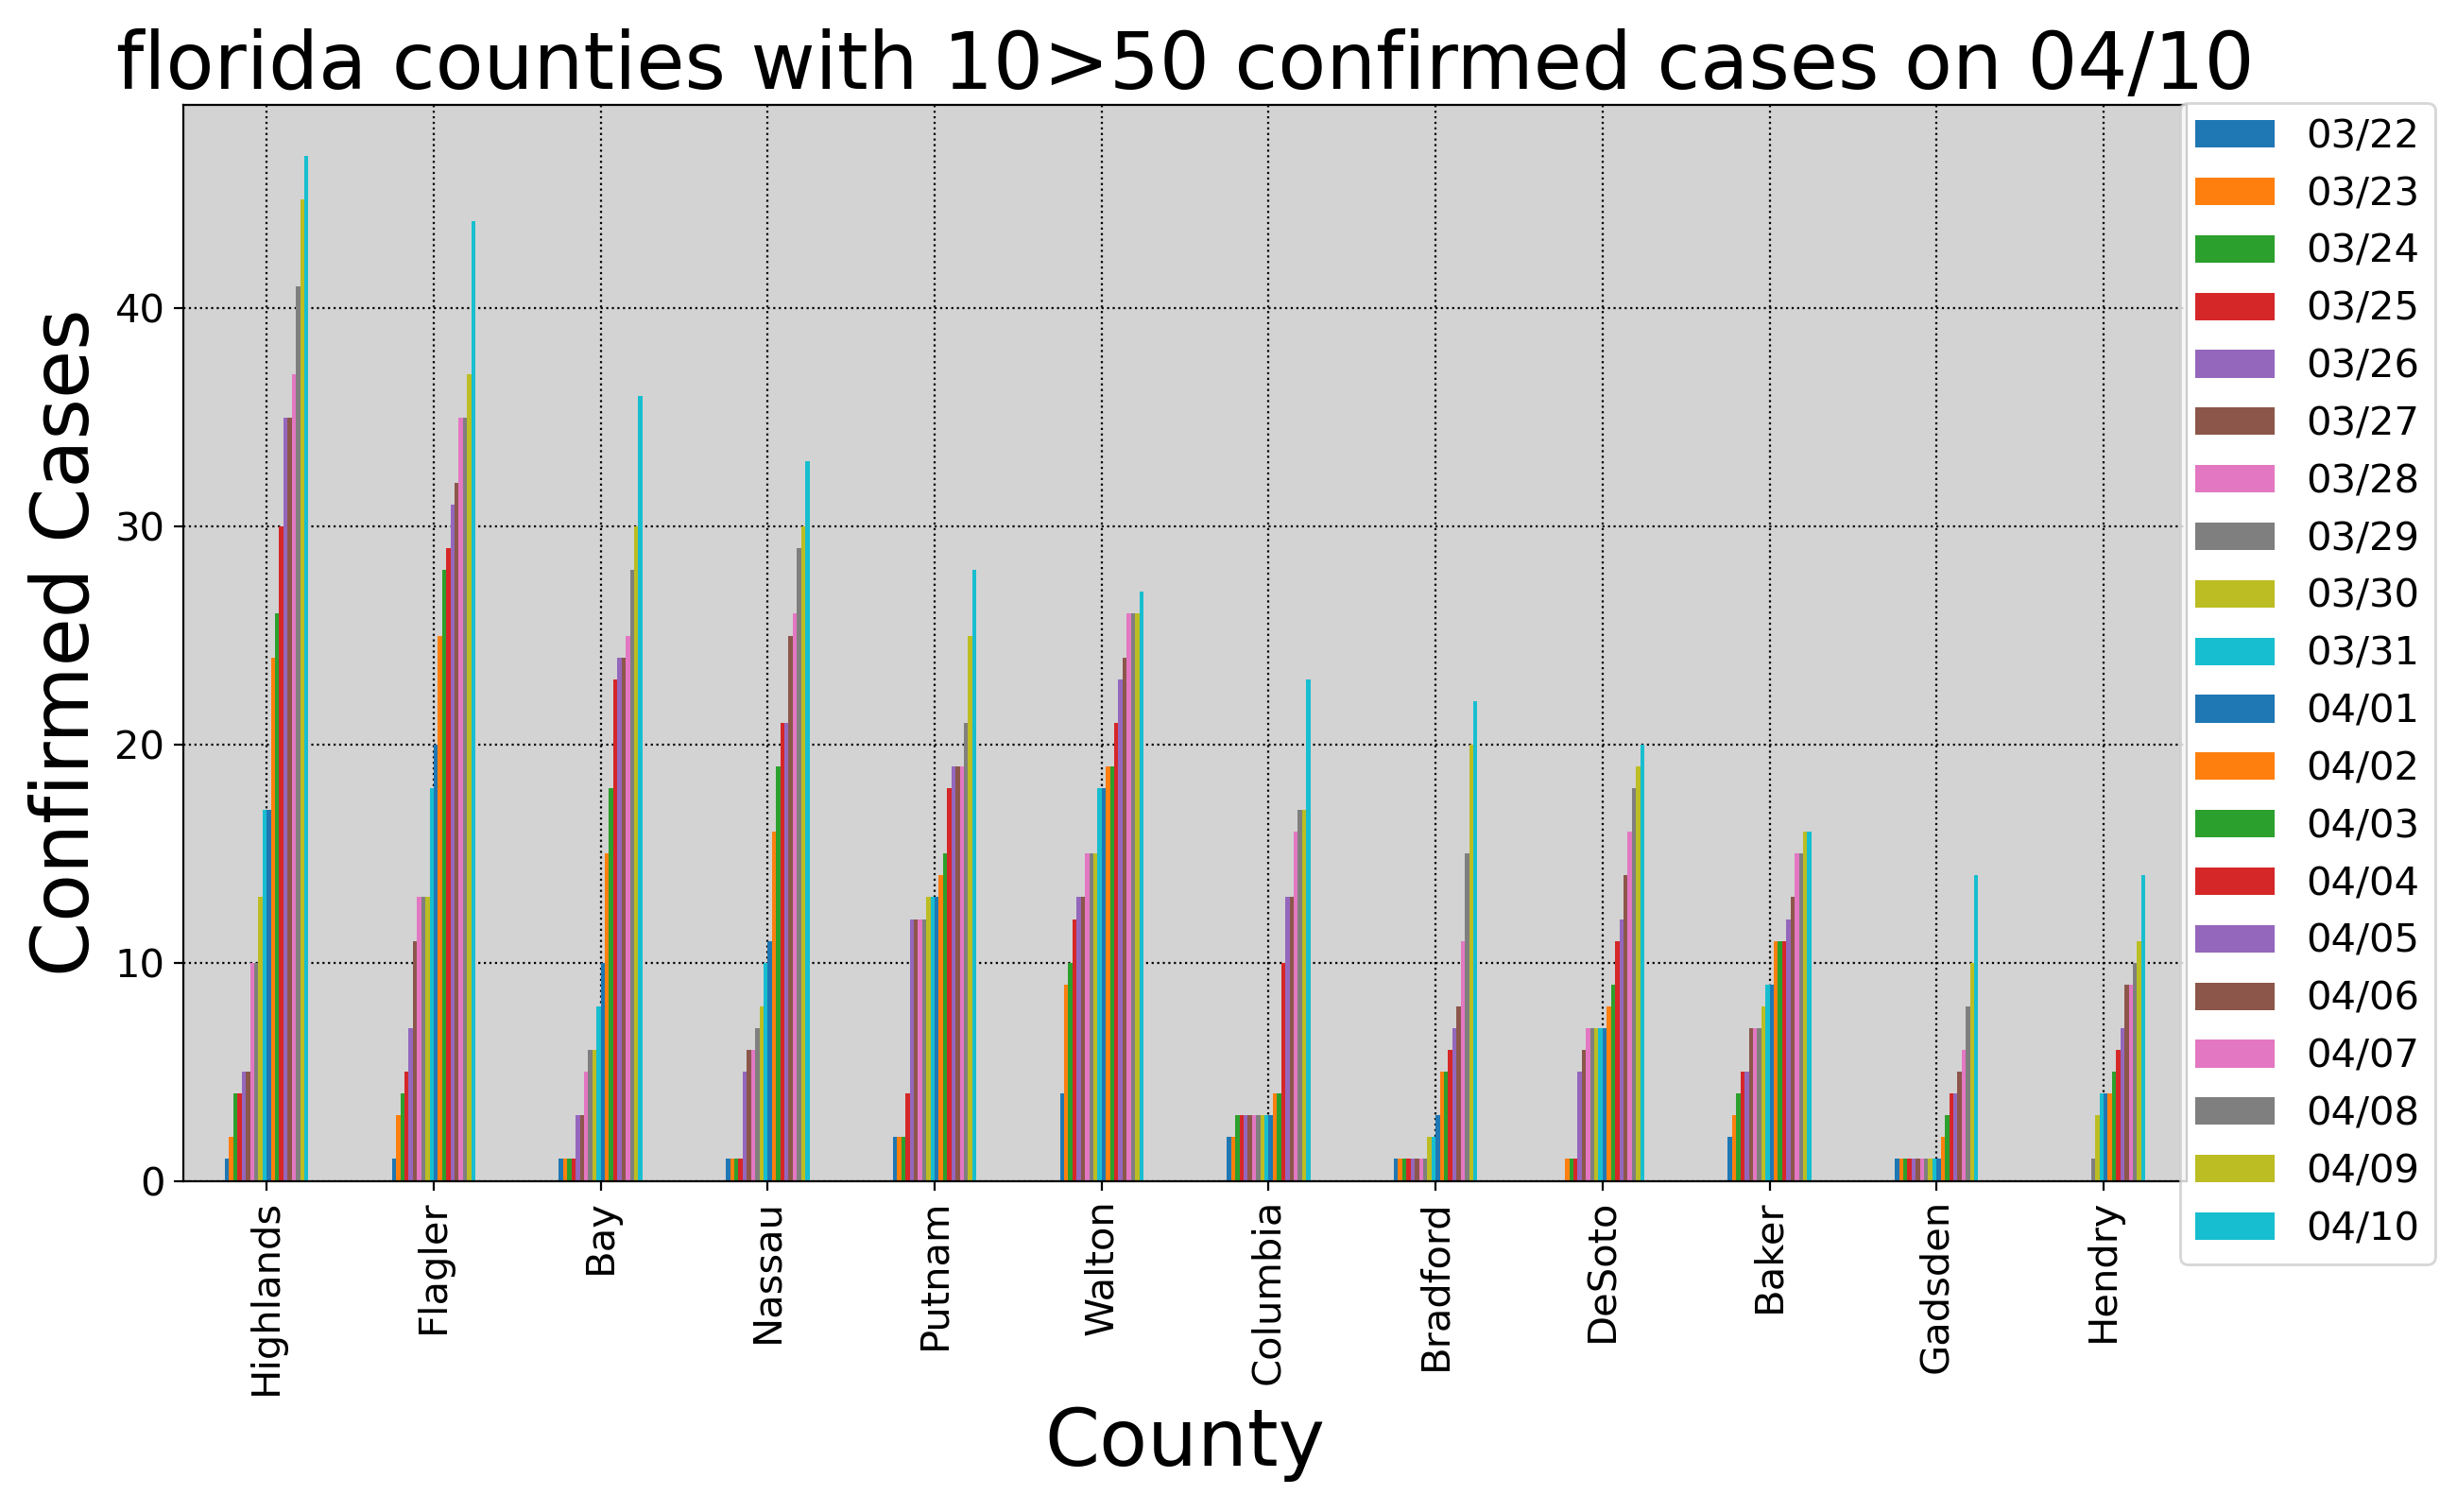 florida counties with 10>50 confirmed cases on 04/10
Confirmed Cases
40
30
20
10
0
Highlands
Flagler
Bay
Nassau
Putnam
Walton
Columbia
Bradford
DeSoto
Baker
Gadsden
Hendry
County
03/22
03/23
03/24
03/25
03/26
03/27
03/28
03/29
03/30
03/31
04/01
04/02
04/03
04/04
04/05
04/06
04/07
04/08
04/09
04/10